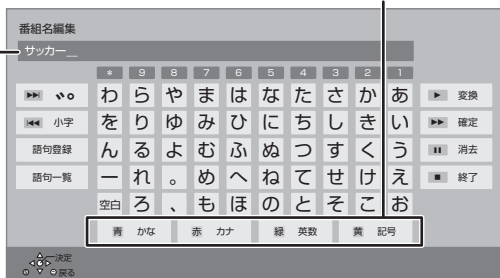 番組名編集
サッカー__
* 9 8 7 6 5 4 3 2 1
▶▶| ゛゜ わ ら や ま は な た さ か あ ▶ 変換
|◀◀ 小字 を り ゆ み ひ に ち し き い ▶▶ 確定
語句登録 ん る よ む ふ ぬ つ す く う ❚❚ 消去
語句一覧 ー れ 。 め へ ね て せ け え ■ 終了
空白 ろ 、 も ほ の と そ こ お
青 かな 赤 カナ 緑 英数 黄 記号
決定
戻る